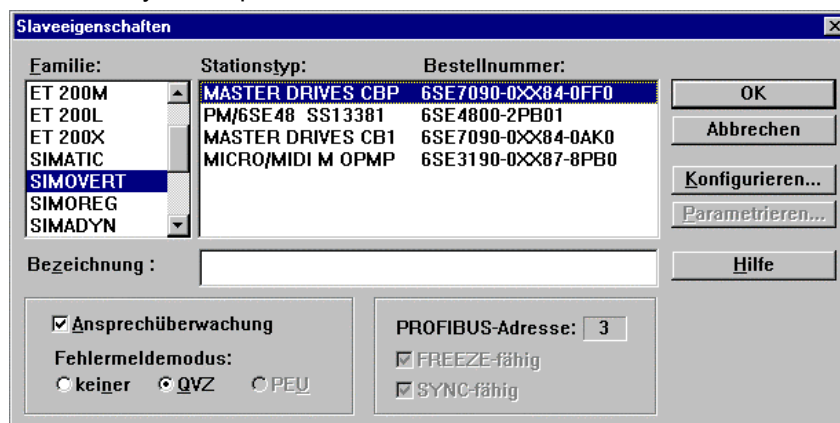 Slaveeigenschaften
Familie: Stationstyp: Bestellnummer:
ET 200M
ET 200L
ET 200X
SIMATIC
SIMOVERT
SIMOREG
SIMADYN
MASTER DRIVES CBP 6SE7090-0XX84-0FF0
PM/6SE48 SS13381 6SE4800-2PB01
MASTER DRIVES CB1 6SE7090-0XX84-0AK0
MICRO/MIDI M OPMP 6SE3190-0XX87-8PB0
OK
Abbrechen
Konfigurieren...
Parametrieren...
Bezeichnung :
Hilfe
Ansprechüberwachung
Fehlermeldemodus:
keiner QVZ PEU
PROFIBUS-Adresse: 3
FREEZE-fähig
SYNC-fähig